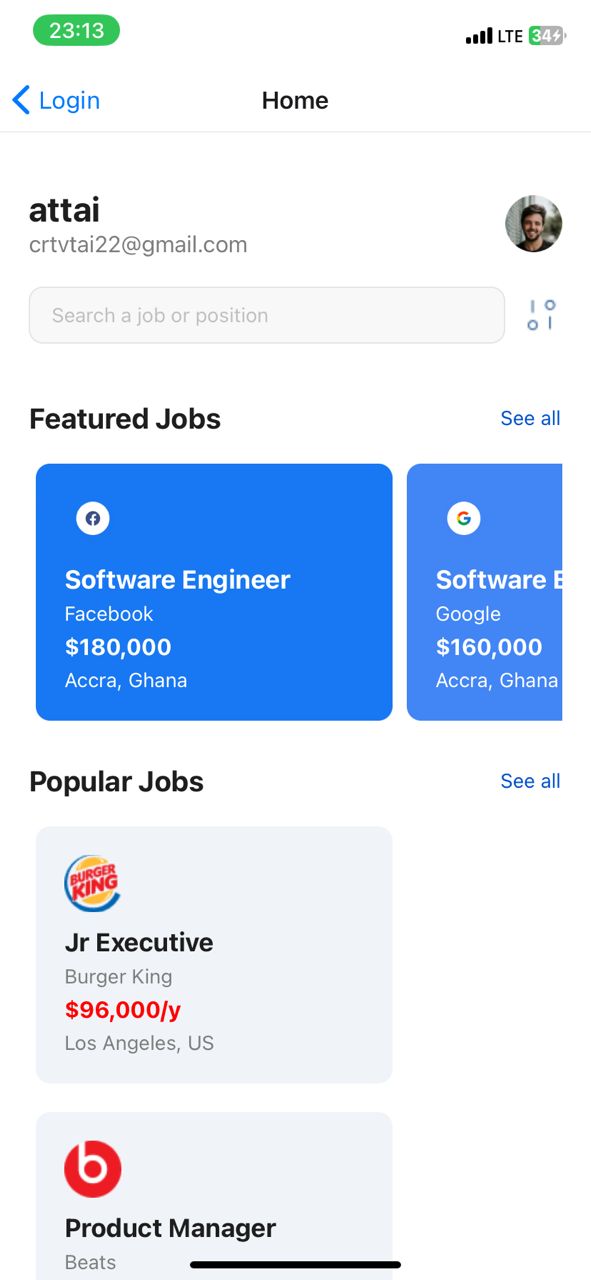 23:13
LTE 34
Login
Home
attai
crtvtai22@gmail.com
Search a job or position
Featured Jobs
See all
Software Engineer
Facebook
$180,000
Accra, Ghana
Software E
Google
$160,000
Accra, Ghana
Popular Jobs
See all
BURGER
KING
Jr Executive
Burger King
$96,000/y
Los Angeles, US
b
Product Manager
Beats